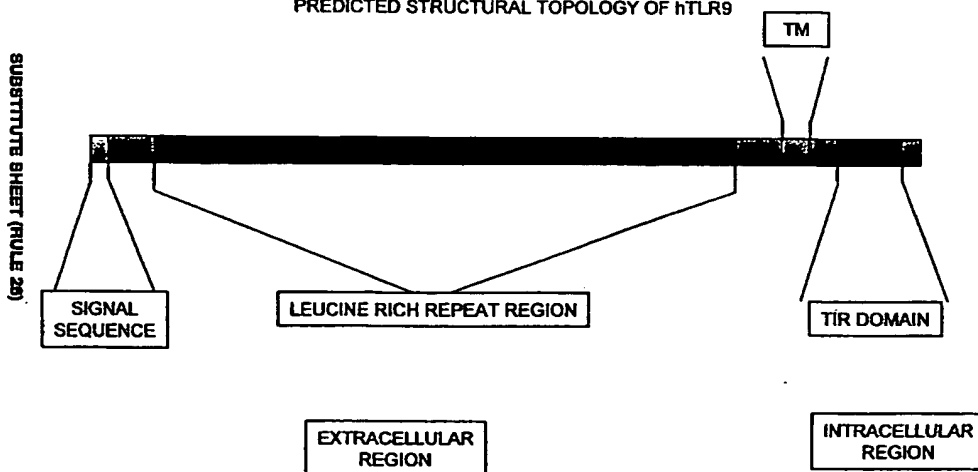 PREDICTED STRUCTURAL TOPOLOGY OF hTLR9
TM
SUBSTITUTE SHEET (RULE 26)
SIGNAL
SEQUENCE
LEUCINE RICH REPEAT REGION
TIR DOMAIN
EXTRACELLULAR
REGION
INTRACELLULAR
REGION